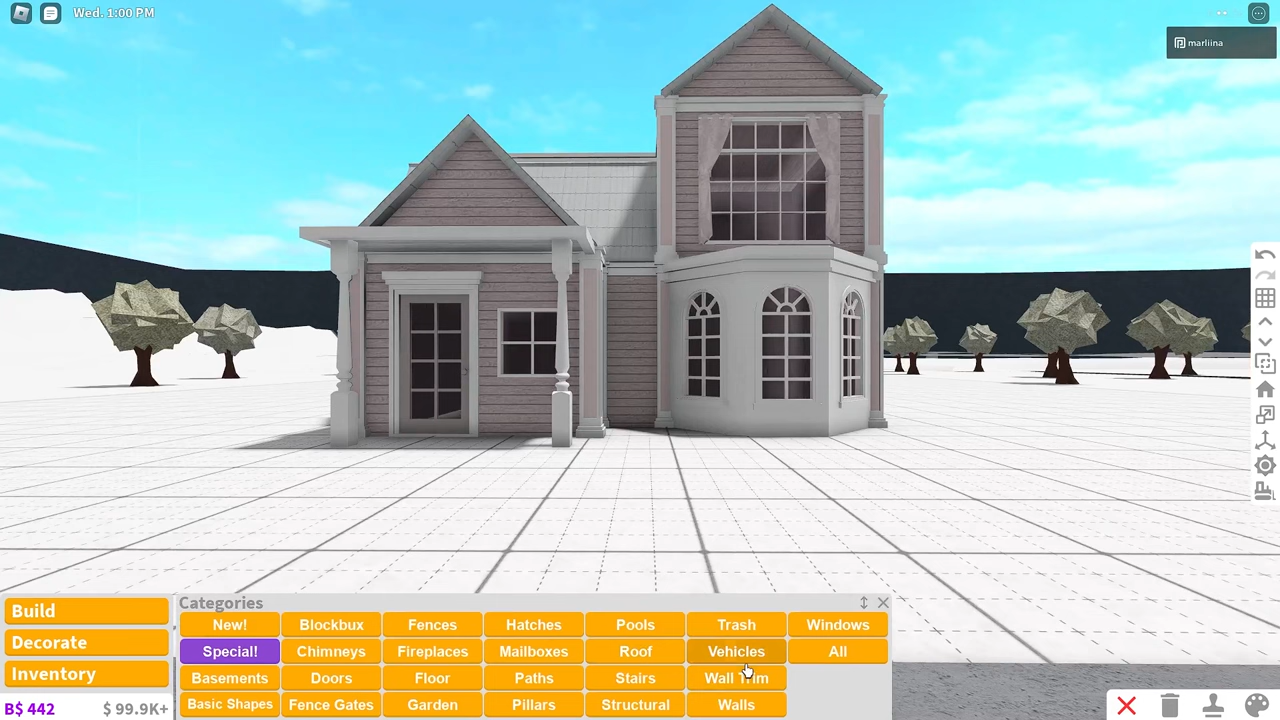 Wed. 1:00 PM
marliina
Categories
New! Blockbux Fences Hatches Pools Trash Windows
Special! Chimneys Fireplaces Mailboxes Roof Vehicles All
Basements Doors Floor Paths Stairs Wall Trim
Basic Shapes Fence Gates Garden Pillars Structural Walls
Build
Decorate
Inventory
B$ 442 $ 99.9K+